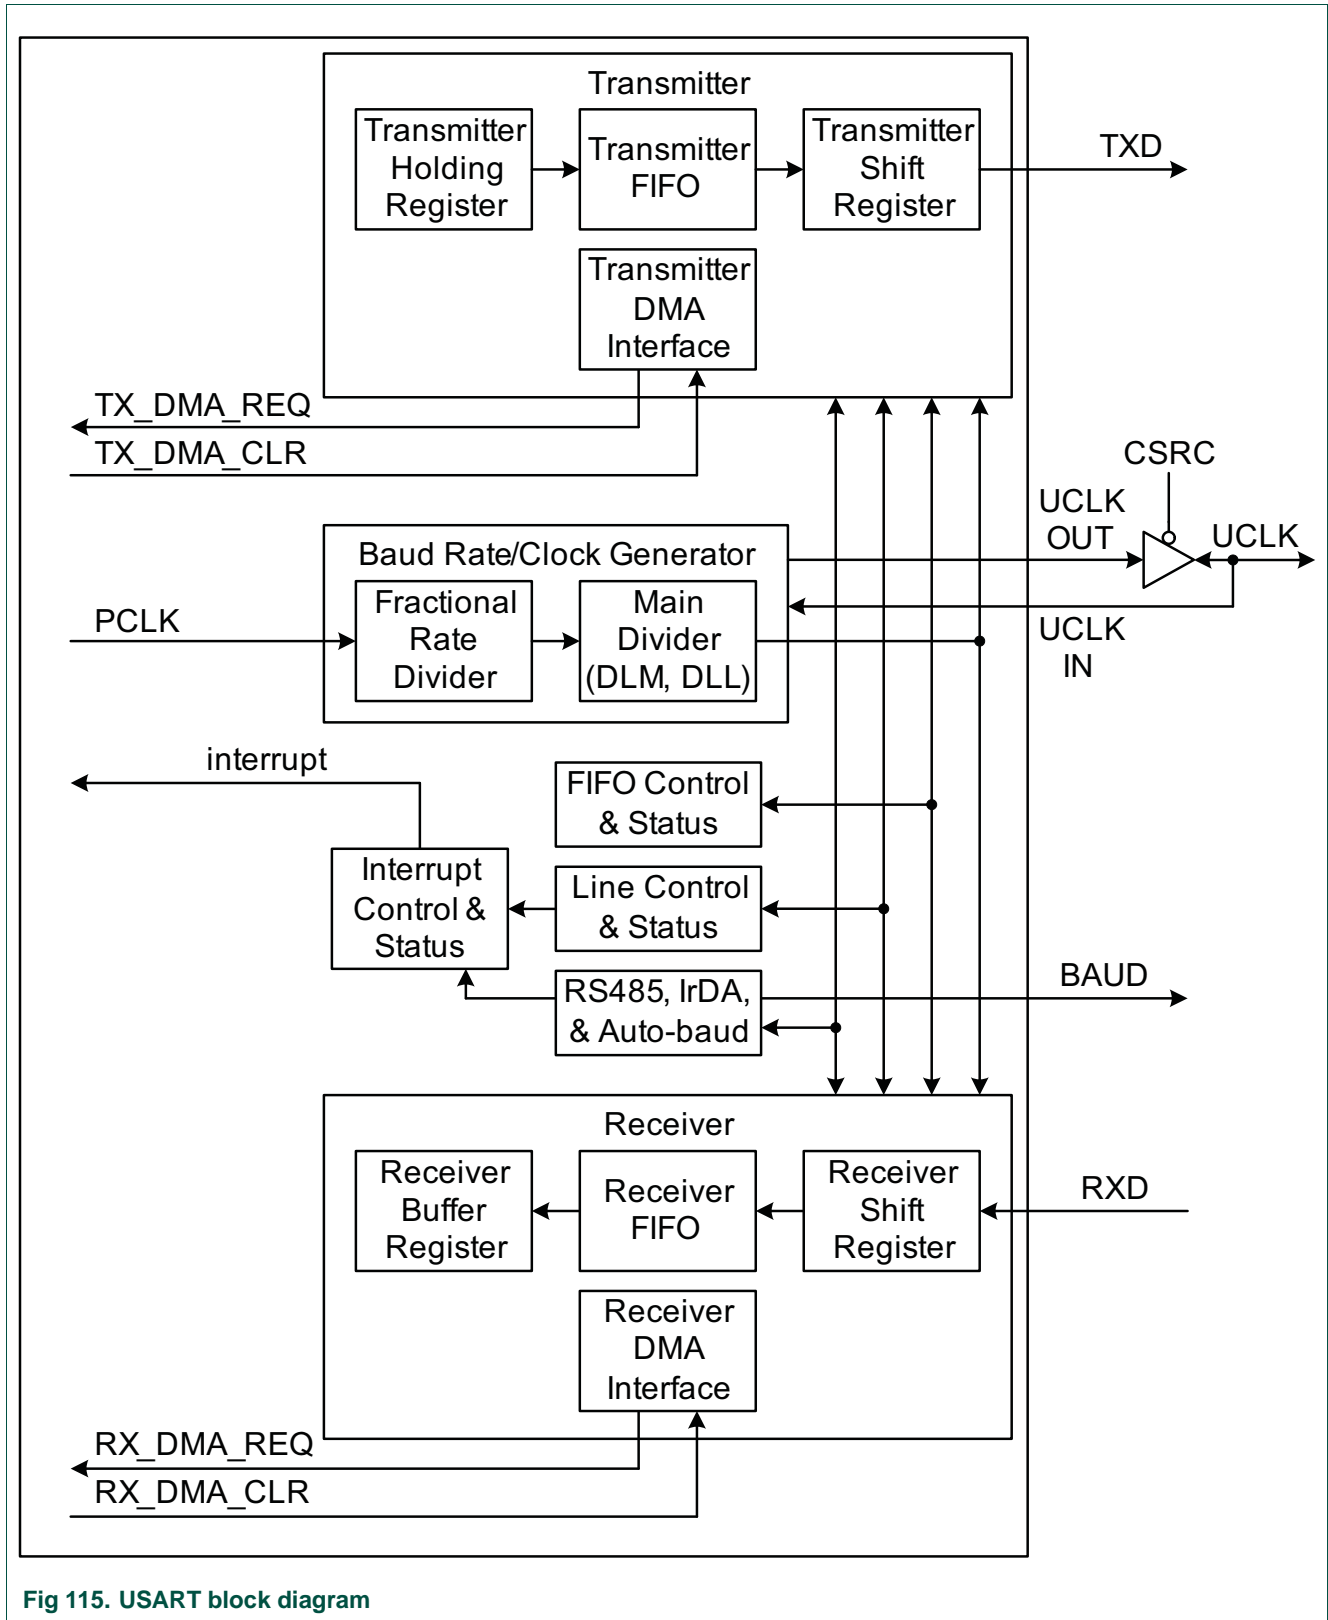 Transmitter
Transmitter
Holding
Register
Transmitter
FIFO
Transmitter
Shift
Register
TXD
Transmitter
DMA
Interface
TX_DMA_REQ
TX_DMA_CLR
CSRC
UCLK
OUT
UCLK
Baud Rate/Clock Generator
PCLK
Fractional
Rate
Divider
Main
Divider
(DLM, DLL)
UCLK
IN
interrupt
FIFO Control
& Status
Interrupt
Control &
Status
Line Control
& Status
RS485, IrDA,
& Auto-baud
BAUD
Receiver
Receiver
Buffer
Register
Receiver
FIFO
Receiver
Shift
Register
RXD
Receiver
DMA
Interface
RX_DMA_REQ
RX_DMA_CLR
Fig 115. USART block diagram